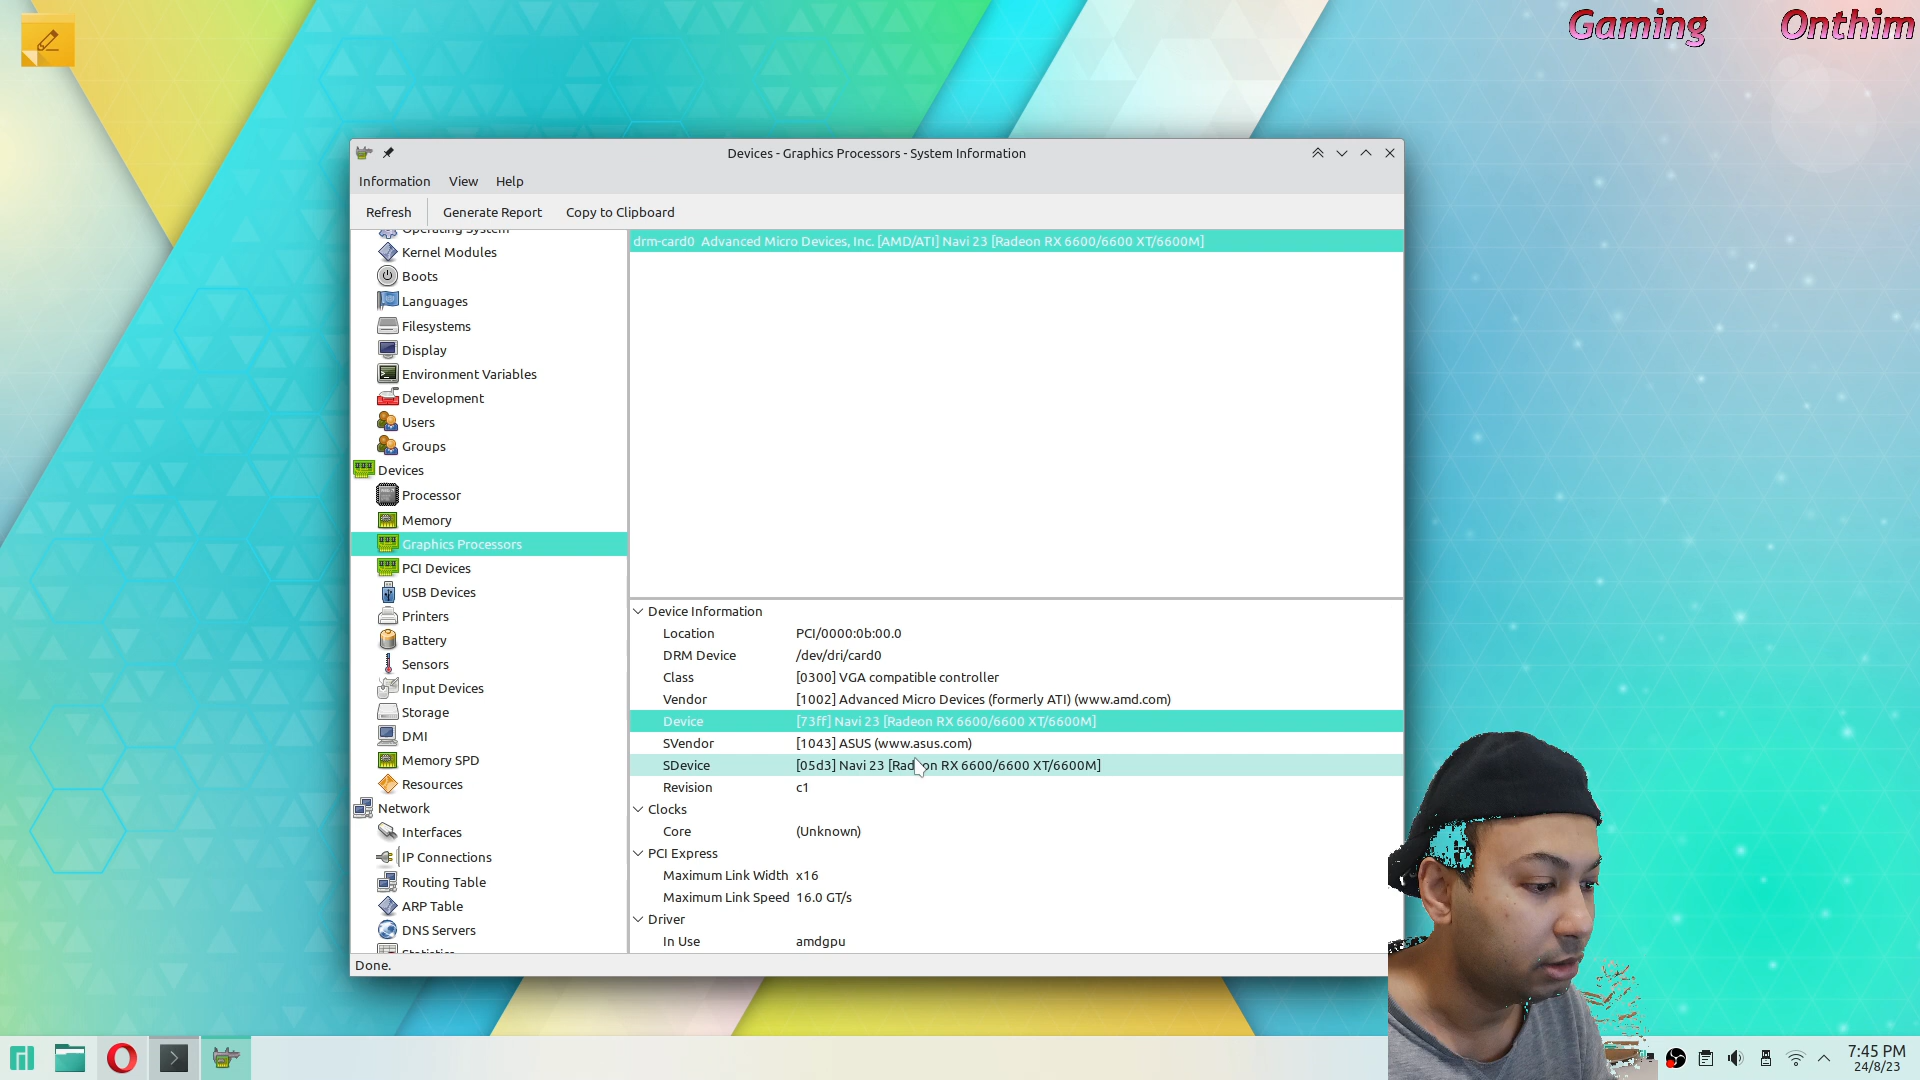 Gaming Onthim
Devices - Graphics Processors - System Information
Information View Help
Refresh Generate Report Copy to Clipboard
Operating System
Kernel Modules
Boots
Languages
Filesystems
Display
Environment Variables
Development
Users
Groups
Devices
Processor
Memory
Graphics Processors
PCI Devices
USB Devices
Printers
Battery
Sensors
Input Devices
Storage
DMI
Memory SPD
Resources
Network
Interfaces
IP Connections
Routing Table
ARP Table
DNS Servers
Statistics
drm-card0 Advanced Micro Devices, Inc. [AMD/ATI] Navi 23 [Radeon RX 6600/6600 XT/6600M]
Device Information
Location PCI/0000:0b:00.0
DRM Device /dev/dri/card0
Class [0300] VGA compatible controller
Vendor [1002] Advanced Micro Devices (formerly ATI) (www.amd.com)
Device [73ff] Navi 23 [Radeon RX 6600/6600 XT/6600M]
SVendor [1043] ASUS (www.asus.com)
SDevice [05d3] Navi 23 [Radeon RX 6600/6600 XT/6600M]
Revision c1
Clocks
Core (Unknown)
PCI Express
Maximum Link Width x16
Maximum Link Speed 16.0 GT/s
Driver
In Use amdgpu
Done.
7:45 PM
24/8/23